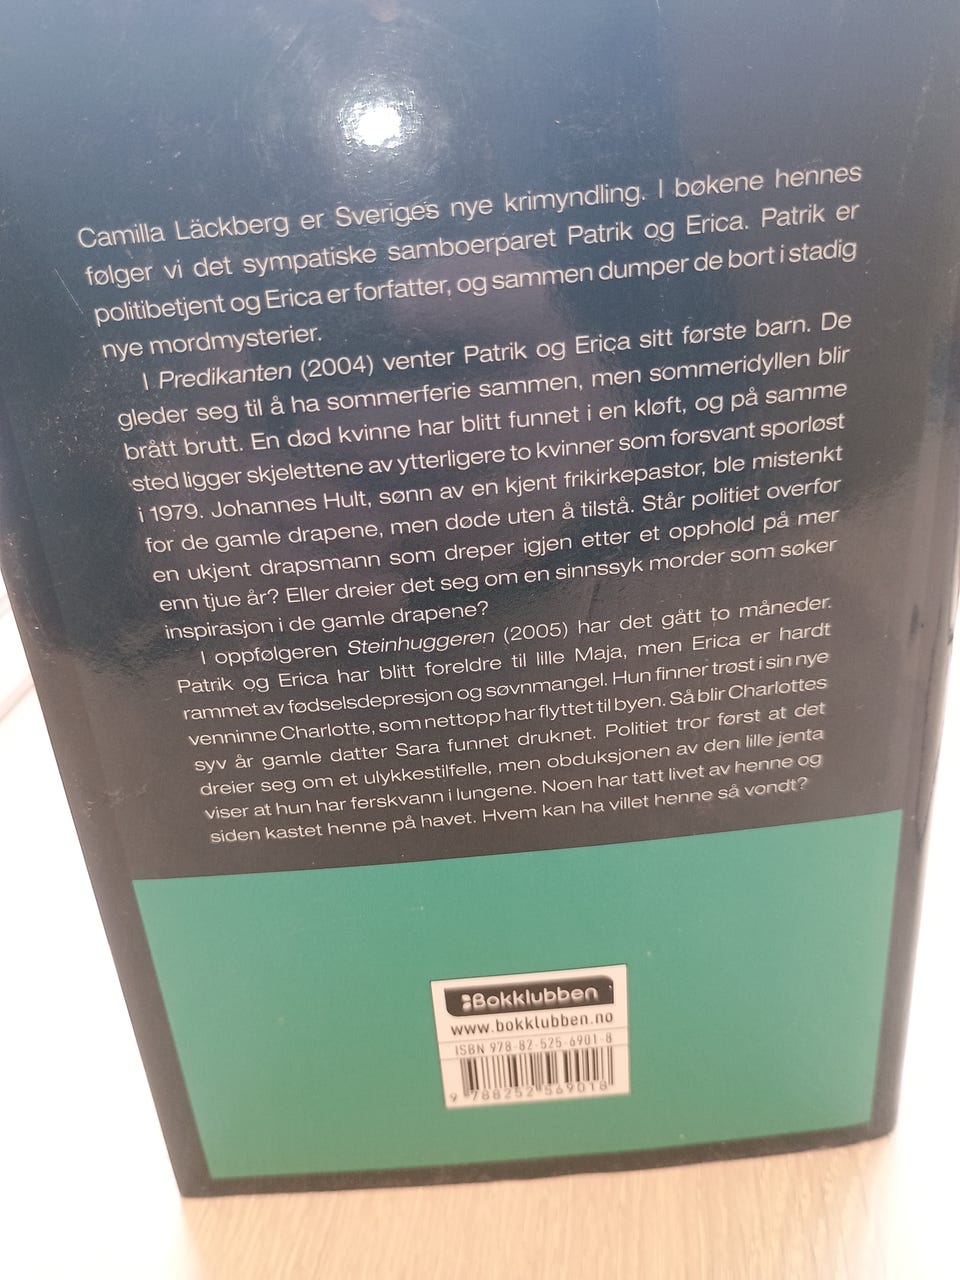 Camilla Läckberg er Sveriges nye krimyndling. I bøkene hennes
følger vi det sympatiske samboerparet Patrik og Erica. Patrik er
politibetjent og Erica er forfatter, og sammen dumper de bort i stadig
nye mordmysterier.
I Predikanten (2004) venter Patrik og Erica sitt første barn. De
gleder seg til å ha sommerferie sammen, men sommeridyllen blir
brått brutt. En død kvinne har blitt funnet i en kløft, og på samme
sted ligger skjelettene av ytterligere to kvinner som forsvant sporløst
i 1979. Johannes Hult, sønn av en kjent frikirkepastor, ble mistenkt
for de gamle drapene, men døde uten å tilstå. Står politiet overfor
en ukjent drapsmann som dreper igjen etter et opphold på mer
enn tjue år? Eller dreier det seg om en sinnssyk morder som søker
inspirasjon i de gamle drapene?
I oppfølgeren Steinhuggeren (2005) har det gått to måneder.
Patrik og Erica har blitt foreldre til lille Maja, men Erica er hardt
rammet av fødselsdepresjon og søvnmangel. Hun finner trøst i sin nye
venninne Charlotte, som nettopp har flyttet til byen. Så blir Charlottes
syv år gamle datter Sara funnet druknet. Politiet tror først at det
dreier seg om et ulykkestilfelle, men obduksjonen av den lille jenta
viser at hun har ferskvann i lungene. Noen har tatt livet av henne og
siden kastet henne på havet. Hvem kan ha villet henne så vondt?
Bokklubben
www.bokklubben.no
ISBN 978-82-525-6901-8
9 788252 569018